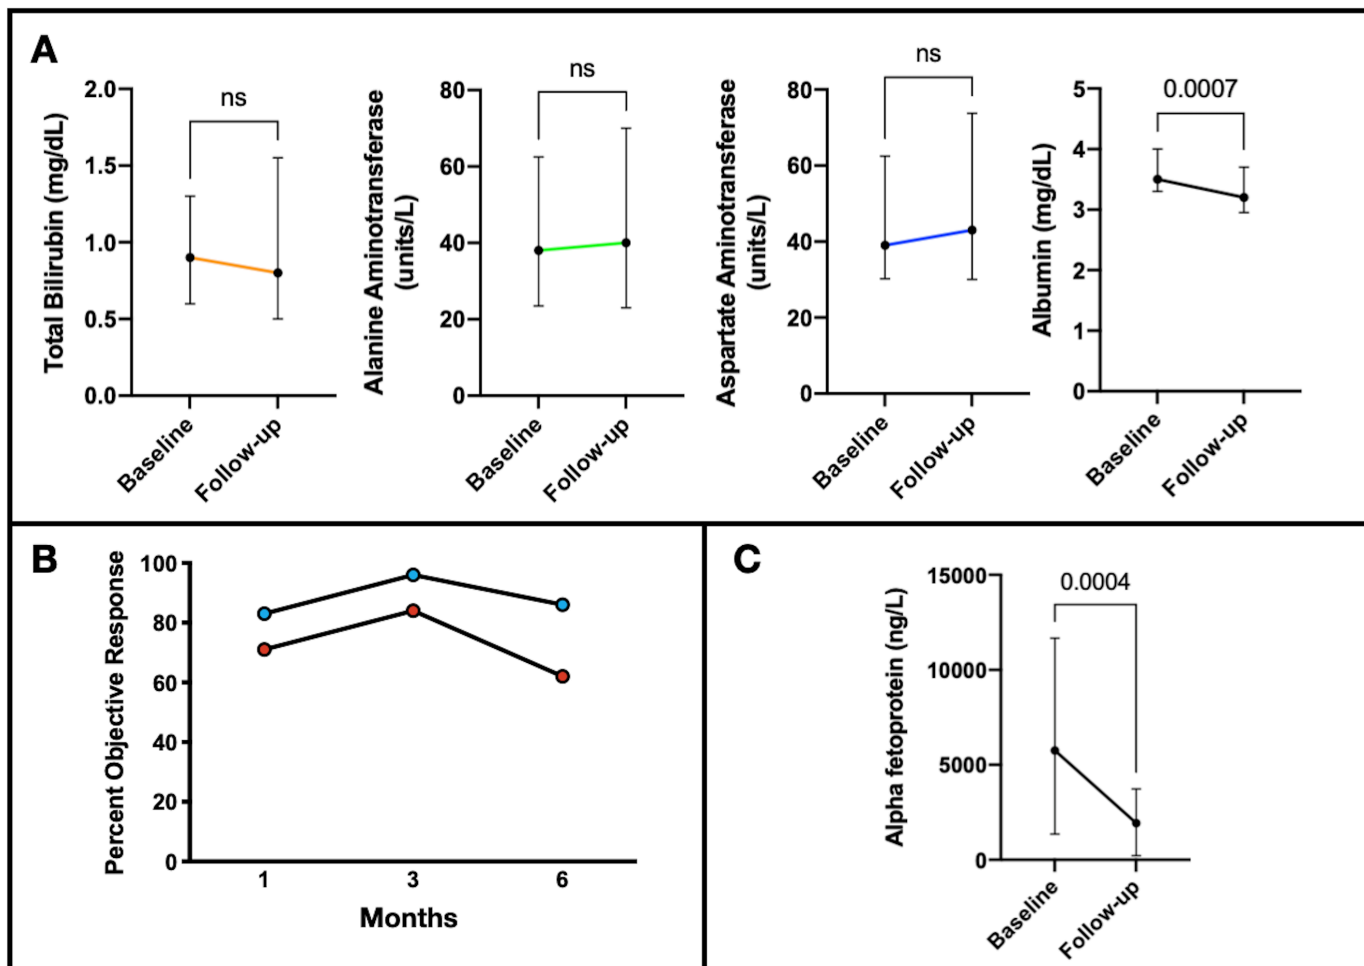 A
Total Bilirubin (mg/dL)
2.0
1.5
1.0
0.5
0.0
ns
Baseline
Follow-up
Alanine Aminotransferase
(units/L)
80
60
40
20
0
ns
Baseline
Follow-up
Aspartate Aminotransferase
(units/L)
80
60
40
20
0
ns
Baseline
Follow-up
Albumin (mg/dL)
5
4
3
2
1
0
0.0007
Baseline
Follow-up
B
Percent Objective Response
100
80
60
40
20
0
1 3 6
Months
C
Alpha fetoprotein (ng/L)
15000
10000
5000
0
0.0004
Baseline
Follow-up